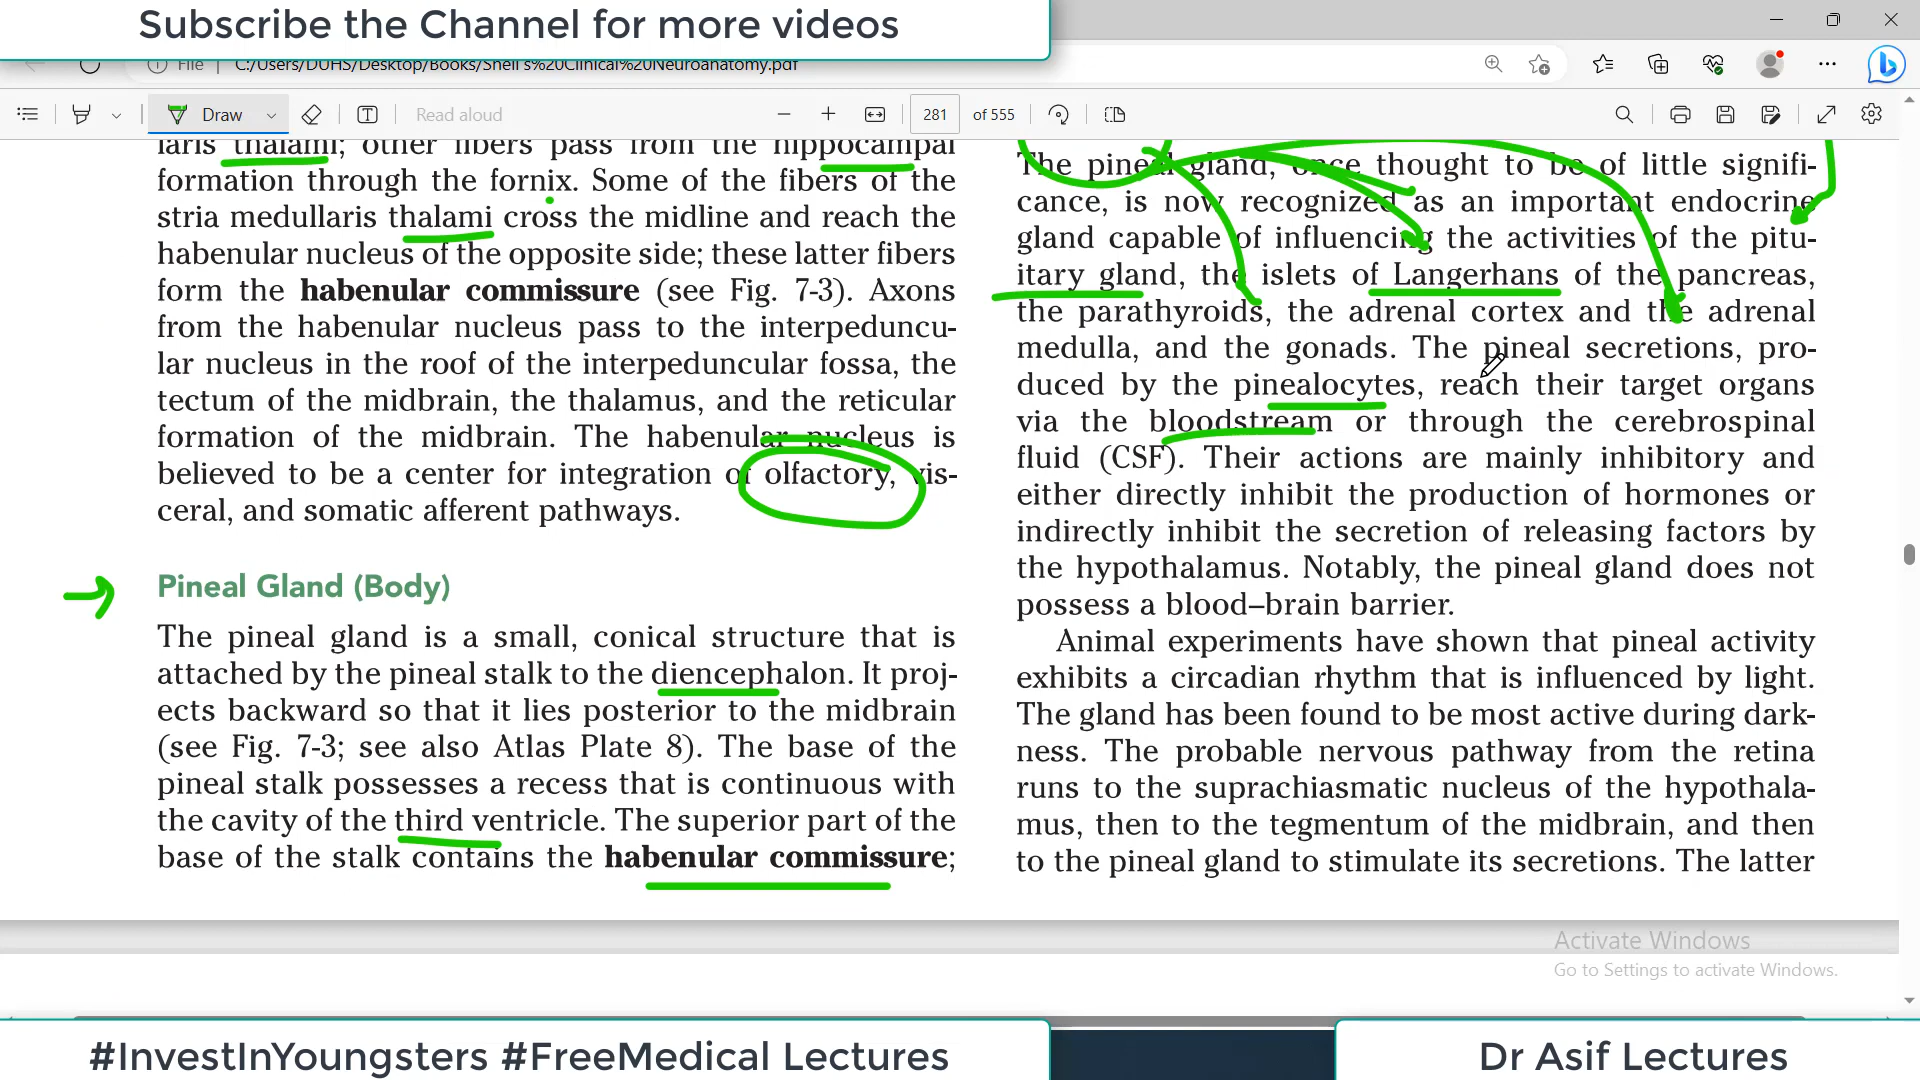 Subscribe the Channel for more videos
File
C:/Users/DUHS/Desktop/Books/Snell's%20Clinical%20Neuroanatomy.pdf
Draw
Read aloud
281
of 555
laris thalami; other fibers pass from the hippocampal
formation through the fornix. Some of the fibers of the
stria medullaris thalami cross the midline and reach the
habenular nucleus of the opposite side; these latter fibers
form the habenular commissure (see Fig. 7-3). Axons
from the habenular nucleus pass to the interpeduncu-
lar nucleus in the roof of the interpeduncular fossa, the
tectum of the midbrain, the thalamus, and the reticular
formation of the midbrain. The habenular nucleus is
believed to be a center for integration of olfactory, vis-
ceral, and somatic afferent pathways.
Pineal Gland (Body)
The pineal gland is a small, conical structure that is
attached by the pineal stalk to the diencephalon. It proj-
ects backward so that it lies posterior to the midbrain
(see Fig. 7-3; see also Atlas Plate 8). The base of the
pineal stalk possesses a recess that is continuous with
the cavity of the third ventricle. The superior part of the
base of the stalk contains the habenular commissure;
The pineal gland, once thought to be of little signifi-
cance, is now recognized as an important endocrine
gland capable of influencing the activities of the pitu-
itary gland, the islets of Langerhans of the pancreas,
the parathyroids, the adrenal cortex and the adrenal
medulla, and the gonads. The pineal secretions, pro-
duced by the pinealocytes, reach their target organs
via the bloodstream or through the cerebrospinal
fluid (CSF). Their actions are mainly inhibitory and
either directly inhibit the production of hormones or
indirectly inhibit the secretion of releasing factors by
the hypothalamus. Notably, the pineal gland does not
possess a blood–brain barrier.
Animal experiments have shown that pineal activity
exhibits a circadian rhythm that is influenced by light.
The gland has been found to be most active during dark-
ness. The probable nervous pathway from the retina
runs to the suprachiasmatic nucleus of the hypothala-
mus, then to the tegmentum of the midbrain, and then
to the pineal gland to stimulate its secretions. The latter
Activate Windows
Go to Settings to activate Windows.
#InvestInYoungsters #FreeMedical Lectures
Dr Asif Lectures